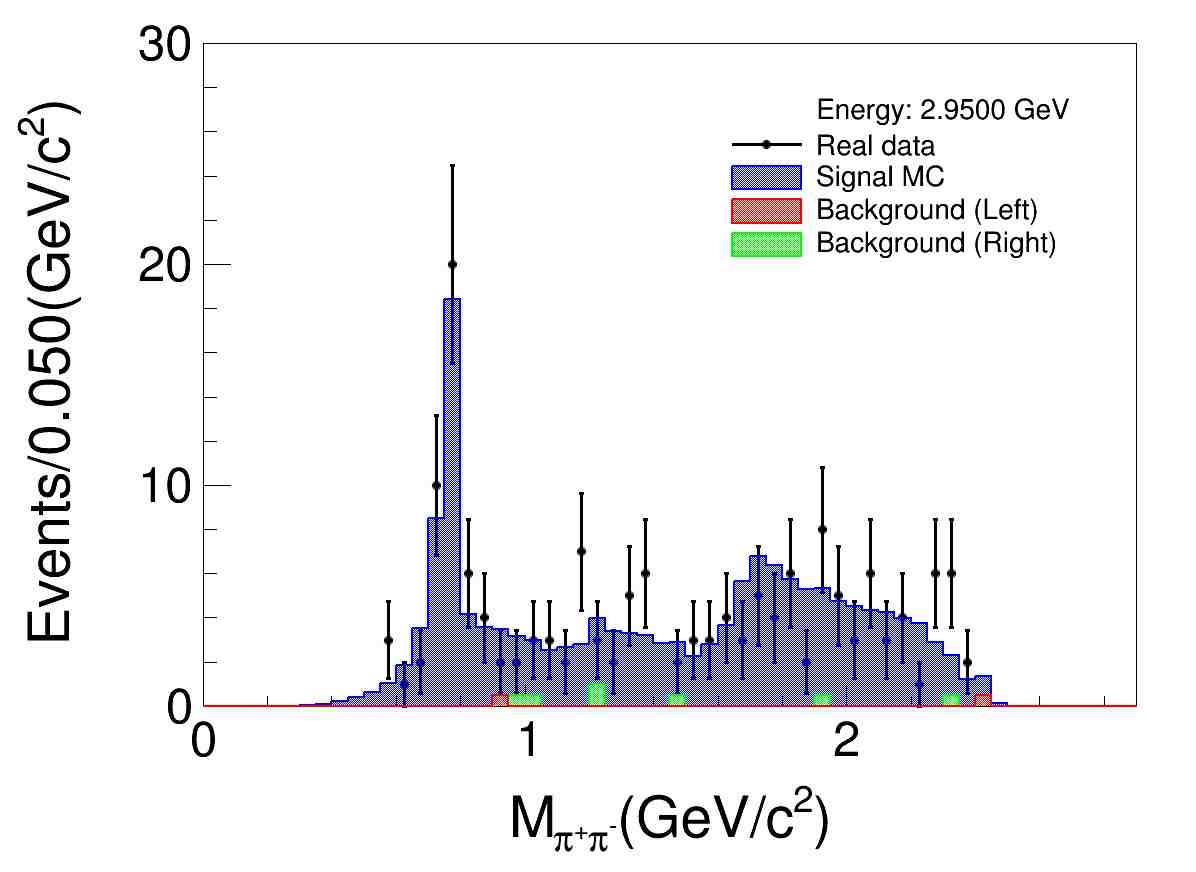 30
20
10
0
0
1
2
Events/0.050(GeV/c²)
Energy: 2.9500 GeV
Real data
Signal MC
Background (Left)
Background (Right)
Mπ⁺π⁻(GeV/c²)